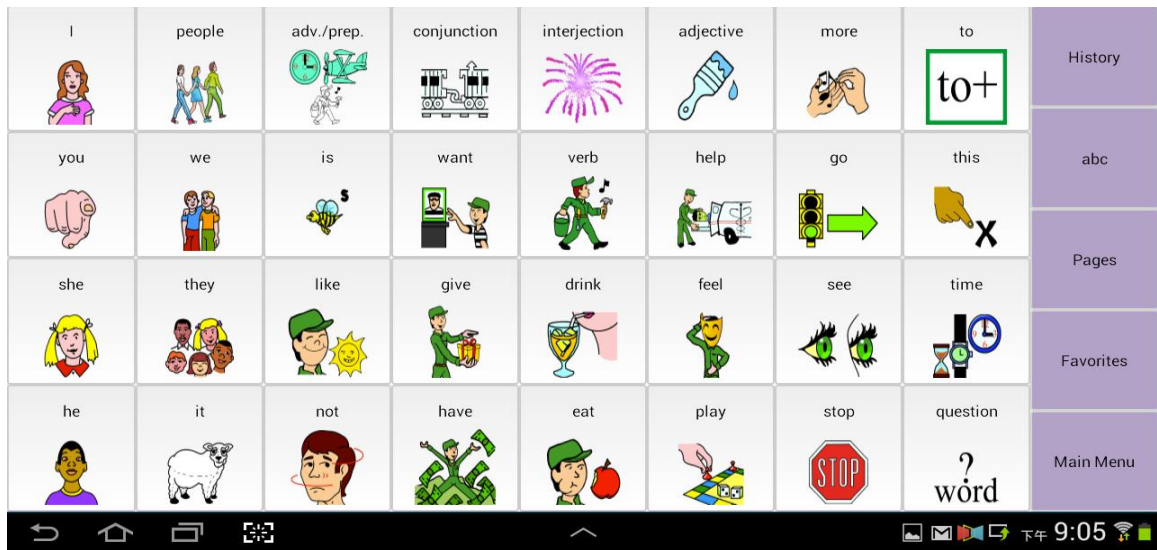 I people adv./prep. conjunction interjection adjective more to
to+
History
you we is want verb help go this abc
s
X
Pages
she they like give drink feel see time
Favorites
he it not have eat play stop question
STOP
?
word
Main Menu
下午 9:05